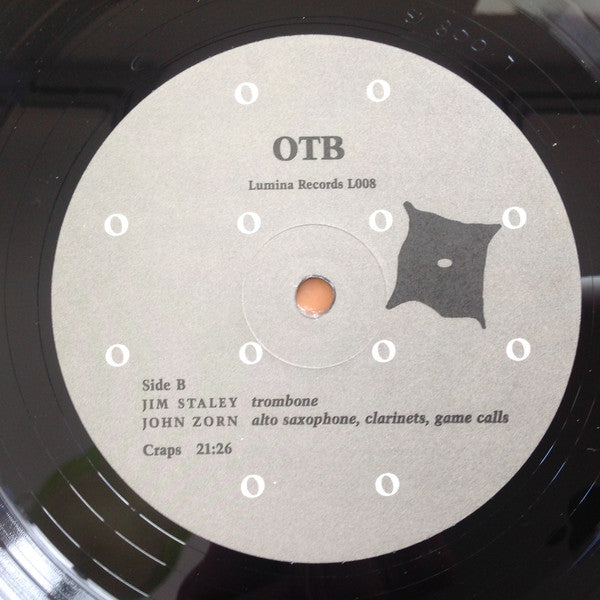 O O
OTB
Lumina Records L008
O O O O
O O O O
Side B
JIM STALEY trombone
JOHN ZORN alto saxophone, clarinets, game calls
Craps 21:26
O O